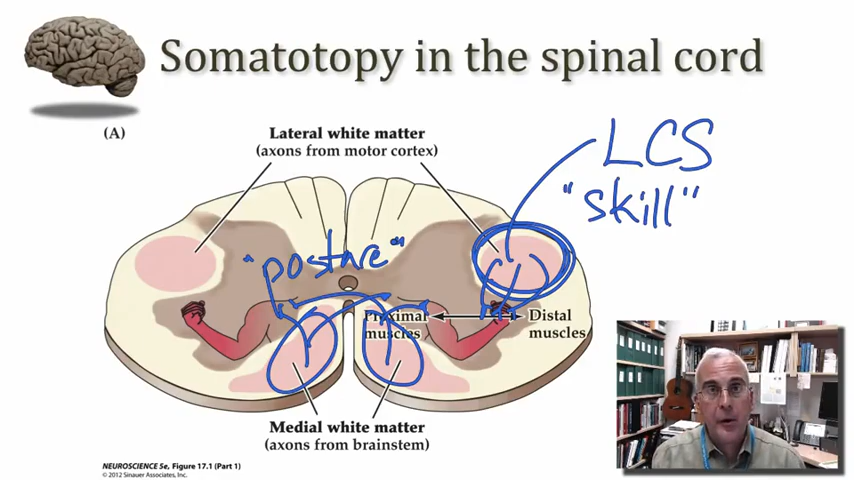 Somatotopy in the spinal cord
(A)
Lateral white matter
(axons from motor cortex)
LCS
"skill"
"posture"
Proximal
muscles
Distal
muscles
Medial white matter
(axons from brainstem)
NEUROSCIENCE 5e, Figure 17.1 (Part 1)
© 2012 Sinauer Associates, Inc.